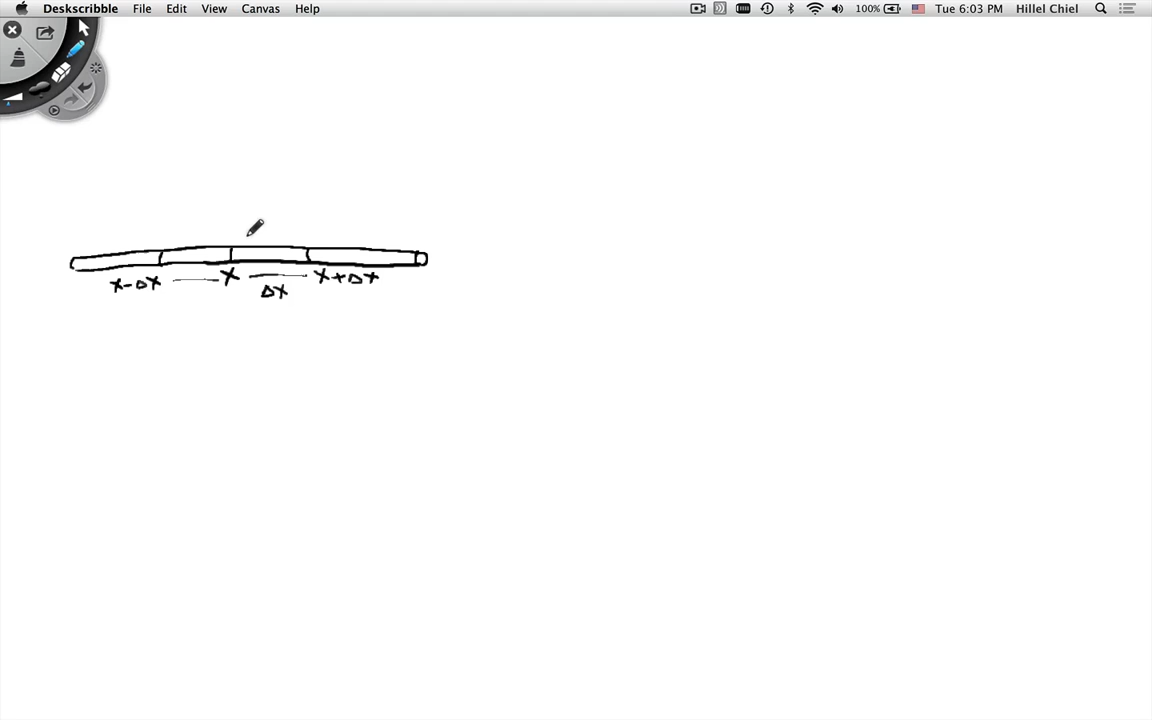 Deskscribble File Edit View Canvas Help 100% Tue 6:03 PM Hillel Chiel
x-Δx x x+Δx
Δx